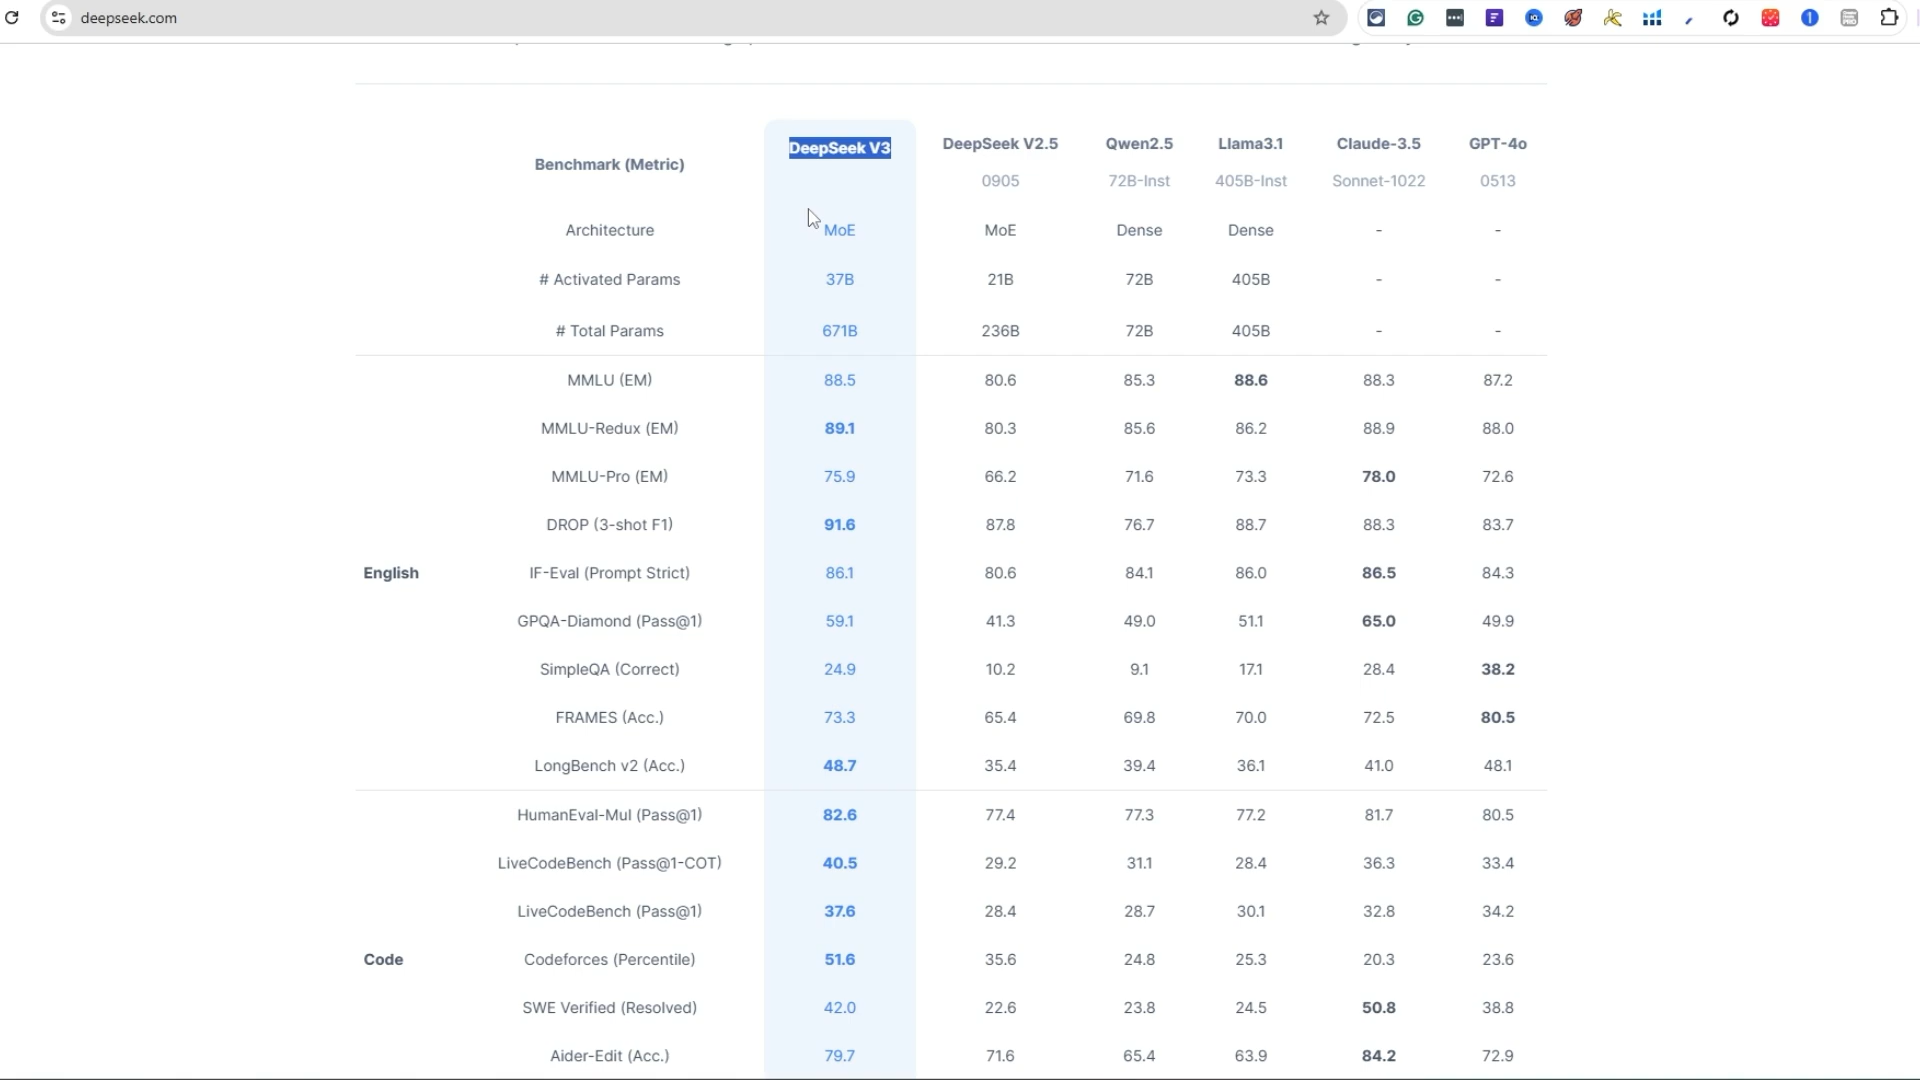 deepseek.com
Benchmark (Metric) DeepSeek V3 DeepSeek V2.5 Qwen2.5 Llama3.1 Claude-3.5 GPT-4o
0905 72B-Inst 405B-Inst Sonnet-1022 0513
Architecture MoE MoE Dense Dense - -
# Activated Params 37B 21B 72B 405B - -
# Total Params 671B 236B 72B 405B - -
MMLU (EM) 88.5 80.6 85.3 88.6 88.3 87.2
MMLU-Redux (EM) 89.1 80.3 85.6 86.2 88.9 88.0
MMLU-Pro (EM) 75.9 66.2 71.6 73.3 78.0 72.6
DROP (3-shot F1) 91.6 87.8 76.7 88.7 88.3 83.7
English IF-Eval (Prompt Strict) 86.1 80.6 84.1 86.0 86.5 84.3
GPQA-Diamond (Pass@1) 59.1 41.3 49.0 51.1 65.0 49.9
SimpleQA (Correct) 24.9 10.2 9.1 17.1 28.4 38.2
FRAMES (Acc.) 73.3 65.4 69.8 70.0 72.5 80.5
LongBench v2 (Acc.) 48.7 35.4 39.4 36.1 41.0 48.1
HumanEval-Mul (Pass@1) 82.6 77.4 77.3 77.2 81.7 80.5
LiveCodeBench (Pass@1-COT) 40.5 29.2 31.1 28.4 36.3 33.4
LiveCodeBench (Pass@1) 37.6 28.4 28.7 30.1 32.8 34.2
Code Codeforces (Percentile) 51.6 35.6 24.8 25.3 20.3 23.6
SWE Verified (Resolved) 42.0 22.6 23.8 24.5 50.8 38.8
Aider-Edit (Acc.) 79.7 71.6 65.4 63.9 84.2 72.9